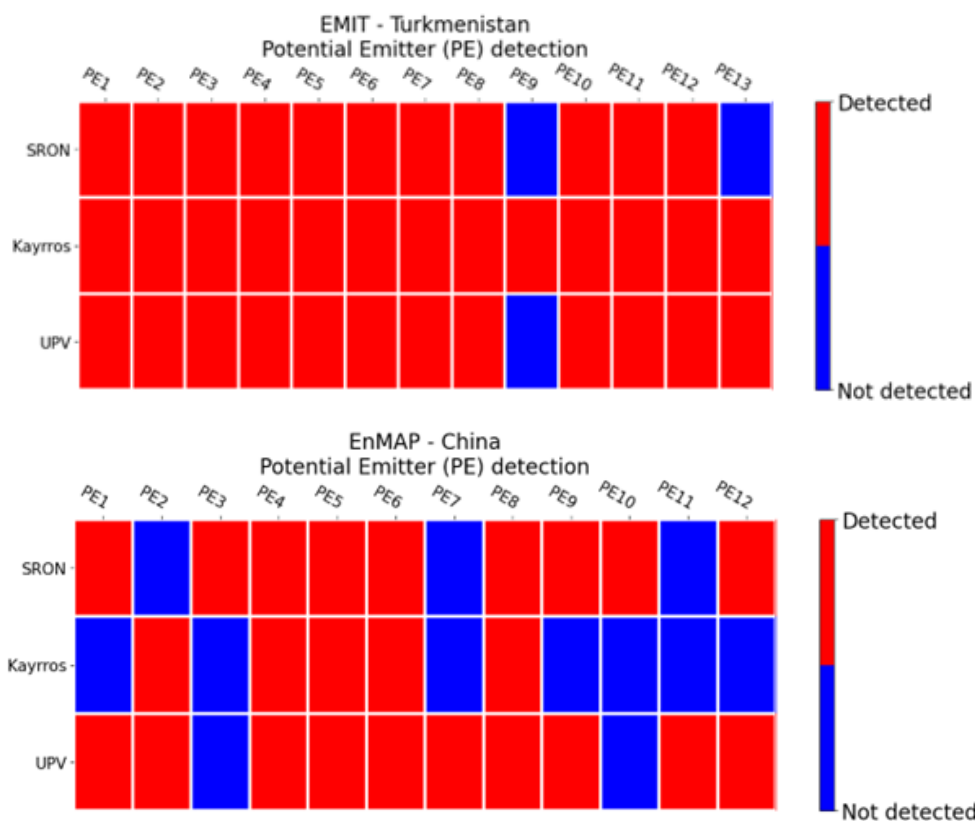 EMIT - Turkmenistan
Potential Emitter (PE) detection
PE1 PE2 PE3 PE4 PE5 PE6 PE7 PE8 PE9 PE10 PE11 PE12 PE13
Detected
SRON
Kayrros
UPV
Not detected
EnMAP - China
Potential Emitter (PE) detection
PE1 PE2 PE3 PE4 PE5 PE6 PE7 PE8 PE9 PE10 PE11 PE12
Detected
SRON
Kayrros
UPV
Not detected